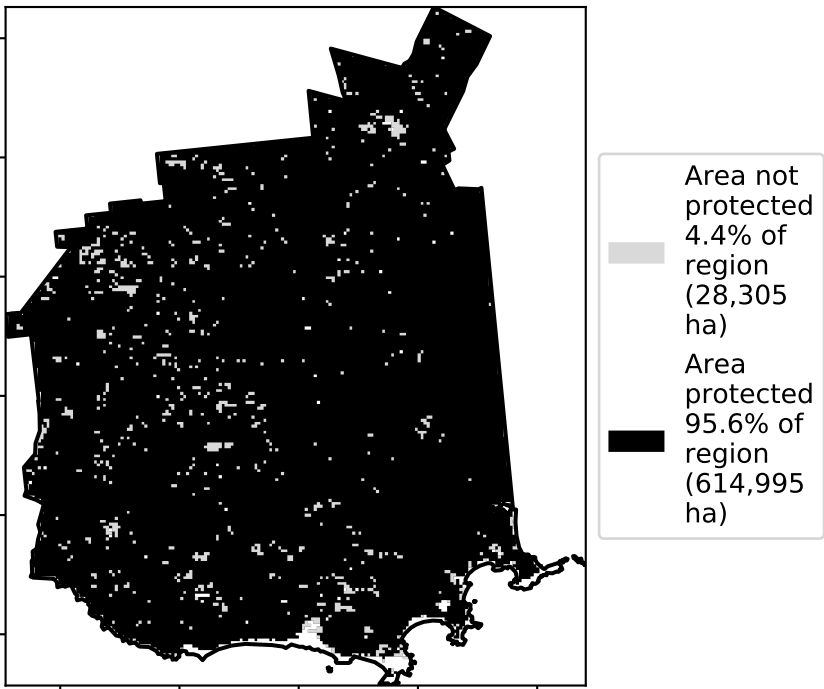 Area not
protected
4.4% of
region
(28,305
ha)
Area
protected
95.6% of
region
(614,995
ha)